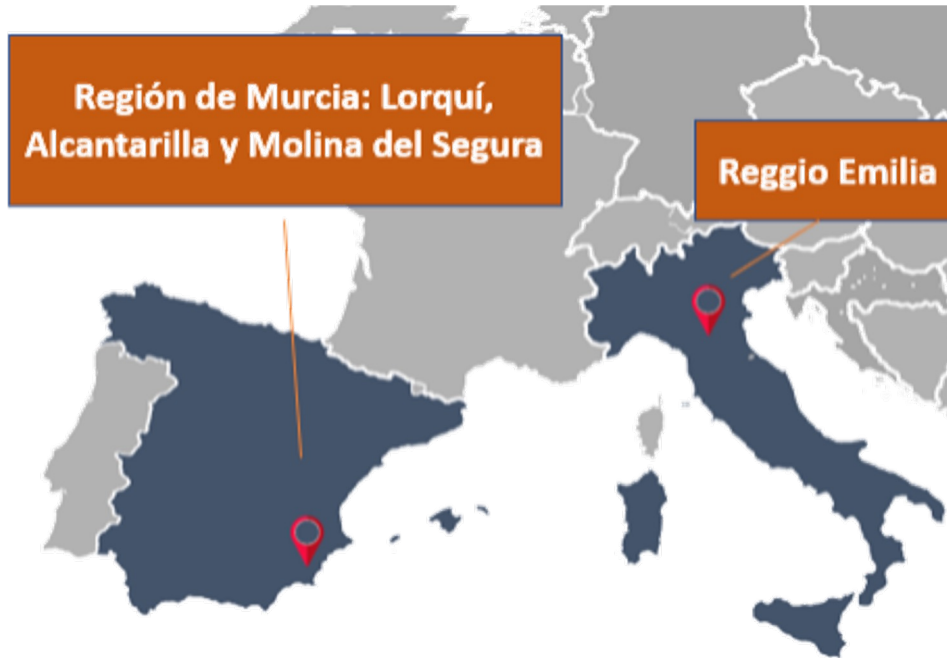 Región de Murcia: Lorquí,
Alcantarilla y Molina del Segura
Reggio Emilia